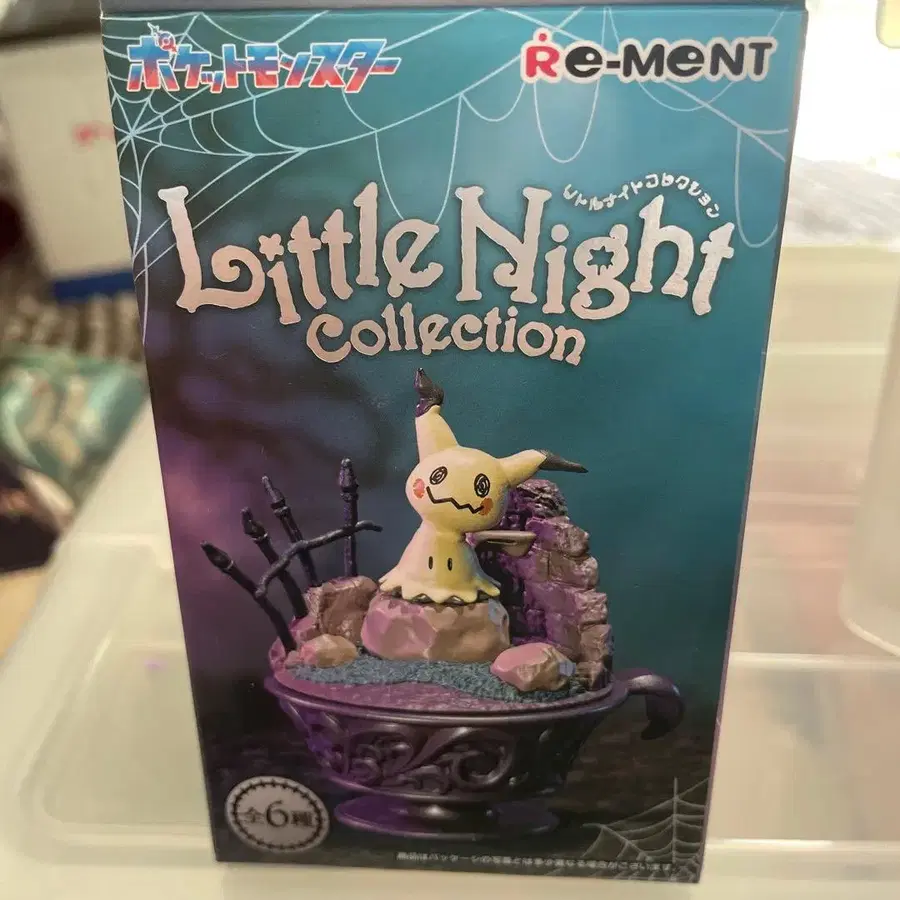 ポケットモンスター
Re-MeNT
リトルナイトコレクション
Little Night
collection
全6種